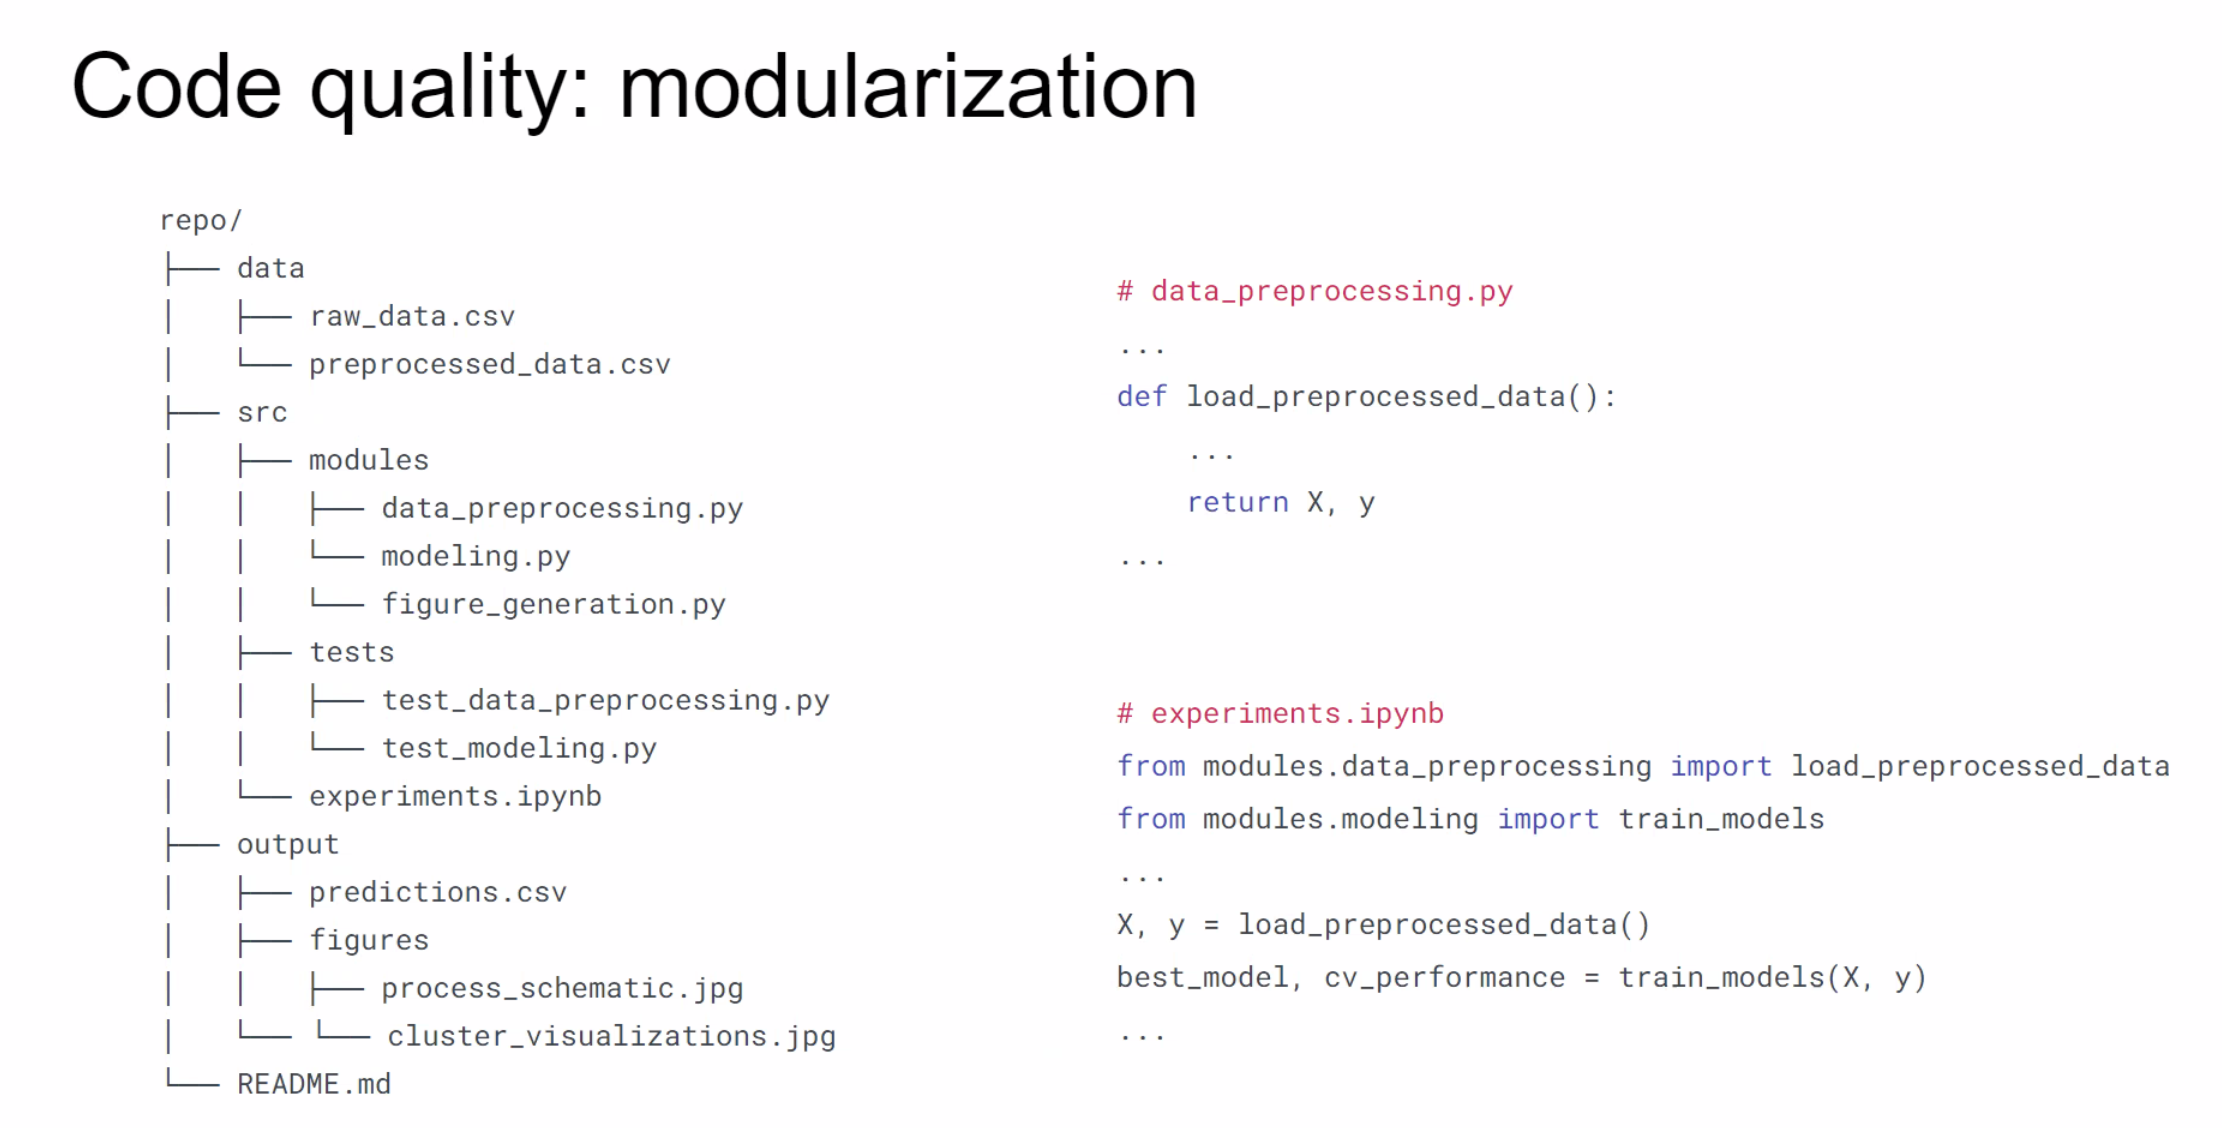 Code quality: modularization
repo/
├── data
│   ├── raw_data.csv
│   └── preprocessed_data.csv
├── src
│   ├── modules
│   │   ├── data_preprocessing.py
│   │   └── modeling.py
│   │   └── figure_generation.py
│   ├── tests
│   │   ├── test_data_preprocessing.py
│   │   └── test_modeling.py
│   └── experiments.ipynb
├── output
│   ├── predictions.csv
│   ├── figures
│   │   ├── process_schematic.jpg
│   └── └── cluster_visualizations.jpg
└── README.md
# data_preprocessing.py
...
def load_preprocessed_data():
    ...
    return X, y
...
# experiments.ipynb
from modules.data_preprocessing import load_preprocessed_data
from modules.modeling import train_models
...
X, y = load_preprocessed_data()
best_model, cv_performance = train_models(X, y)
...